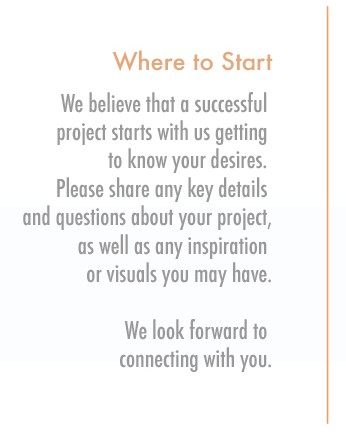 Where to Start
We believe that a successful
project starts with us getting
to know your desires.
Please share any key details
and questions about your project,
as well as any inspiration
or visuals you may have.
We look forward to
connecting with you.